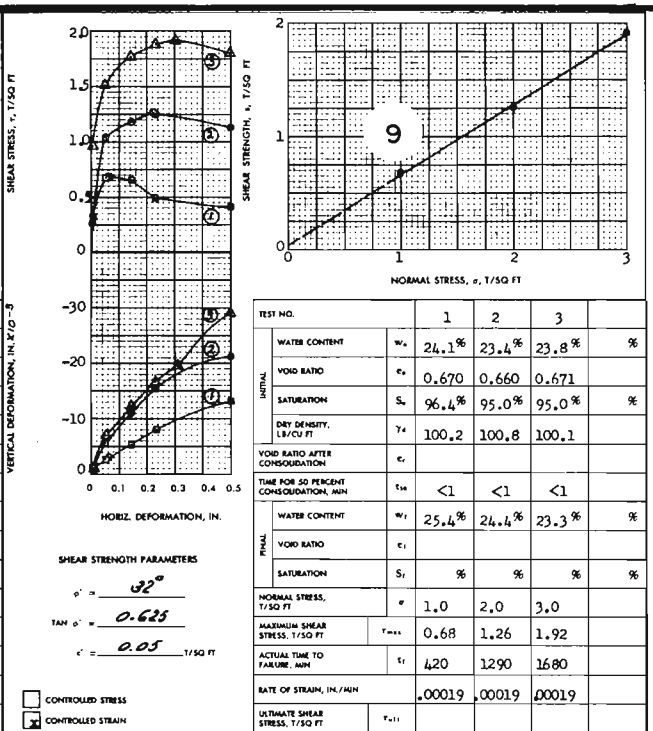 SHEAR STRESS, τ, T/SQ FT
2.0
1.5
1.0
0.5
0
3
2
1
SHEAR STRENGTH, s, T/SQ FT
2
1
0
9
0 1 2 3
NORMAL STRESS, σ, T/SQ FT
VERTICAL DEFORMATION, IN. X10-3
-30
-20
-10
0
3
2
1
0 0.1 0.2 0.3 0.4 0.5
HORIZ. DEFORMATION, IN.
SHEAR STRENGTH PARAMETERS
φ' = 32°
TAN φ' = 0.625
c' = 0.05 T/SQ FT
CONTROLLED STRESS
x CONTROLLED STRAIN
TEST NO. 1 2 3
INITIAL
WATER CONTENT 24.1% 23.4% 23.8% %
VOID RATIO 0.670 0.660 0.671
SATURATION 96.4% 95.0% 95.0% %
DRY DENSITY, LB/CU FT γd 100.2 100.8 100.1
VOID RATIO AFTER CONSOLIDATION
TIME FOR 50 PERCENT CONSOLIDATION, MIN t50 <1 <1 <1
FINAL
WATER CONTENT wf 25.4% 24.4% 23.3% %
VOID RATIO ef
SATURATION Sf % % % %
NORMAL STRESS, T/SQ FT σ 1.0 2.0 3.0
MAXIMUM SHEAR STRESS, T/SQ FT τmax 0.68 1.26 1.92
ACTUAL TIME TO FAILURE, MIN tf 420 1290 1680
RATE OF STRAIN, IN./MIN .00019 .00019 .00019
ULTIMATE SHEAR STRESS, T/SQ FT τult